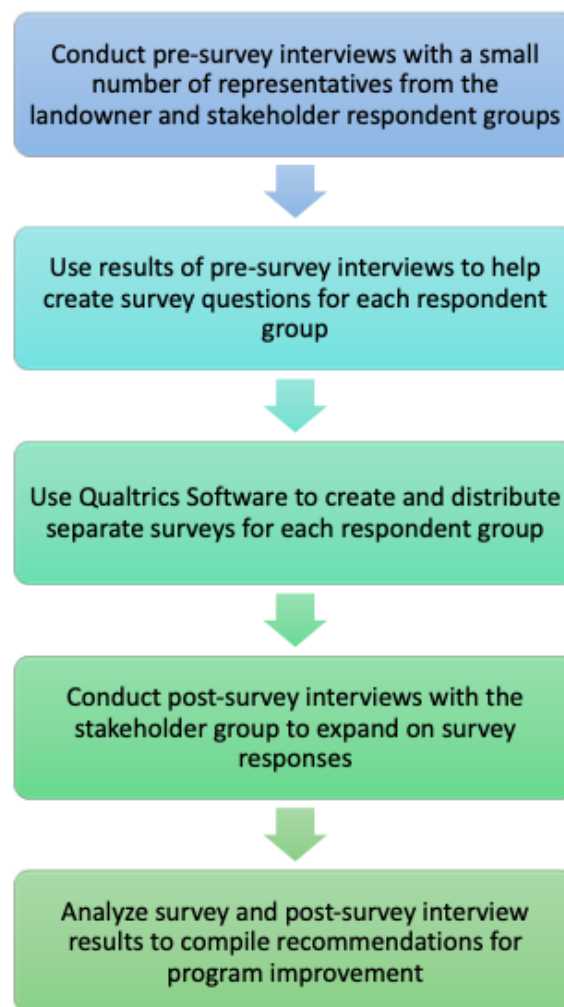 Conduct pre-survey interviews with a small
number of representatives from the
landowner and stakeholder respondent groups
Use results of pre-survey interviews to help
create survey questions for each respondent
group
Use Qualtrics Software to create and distribute
separate surveys for each respondent group
Conduct post-survey interviews with the
stakeholder group to expand on survey
responses
Analyze survey and post-survey interview
results to compile recommendations for
program improvement